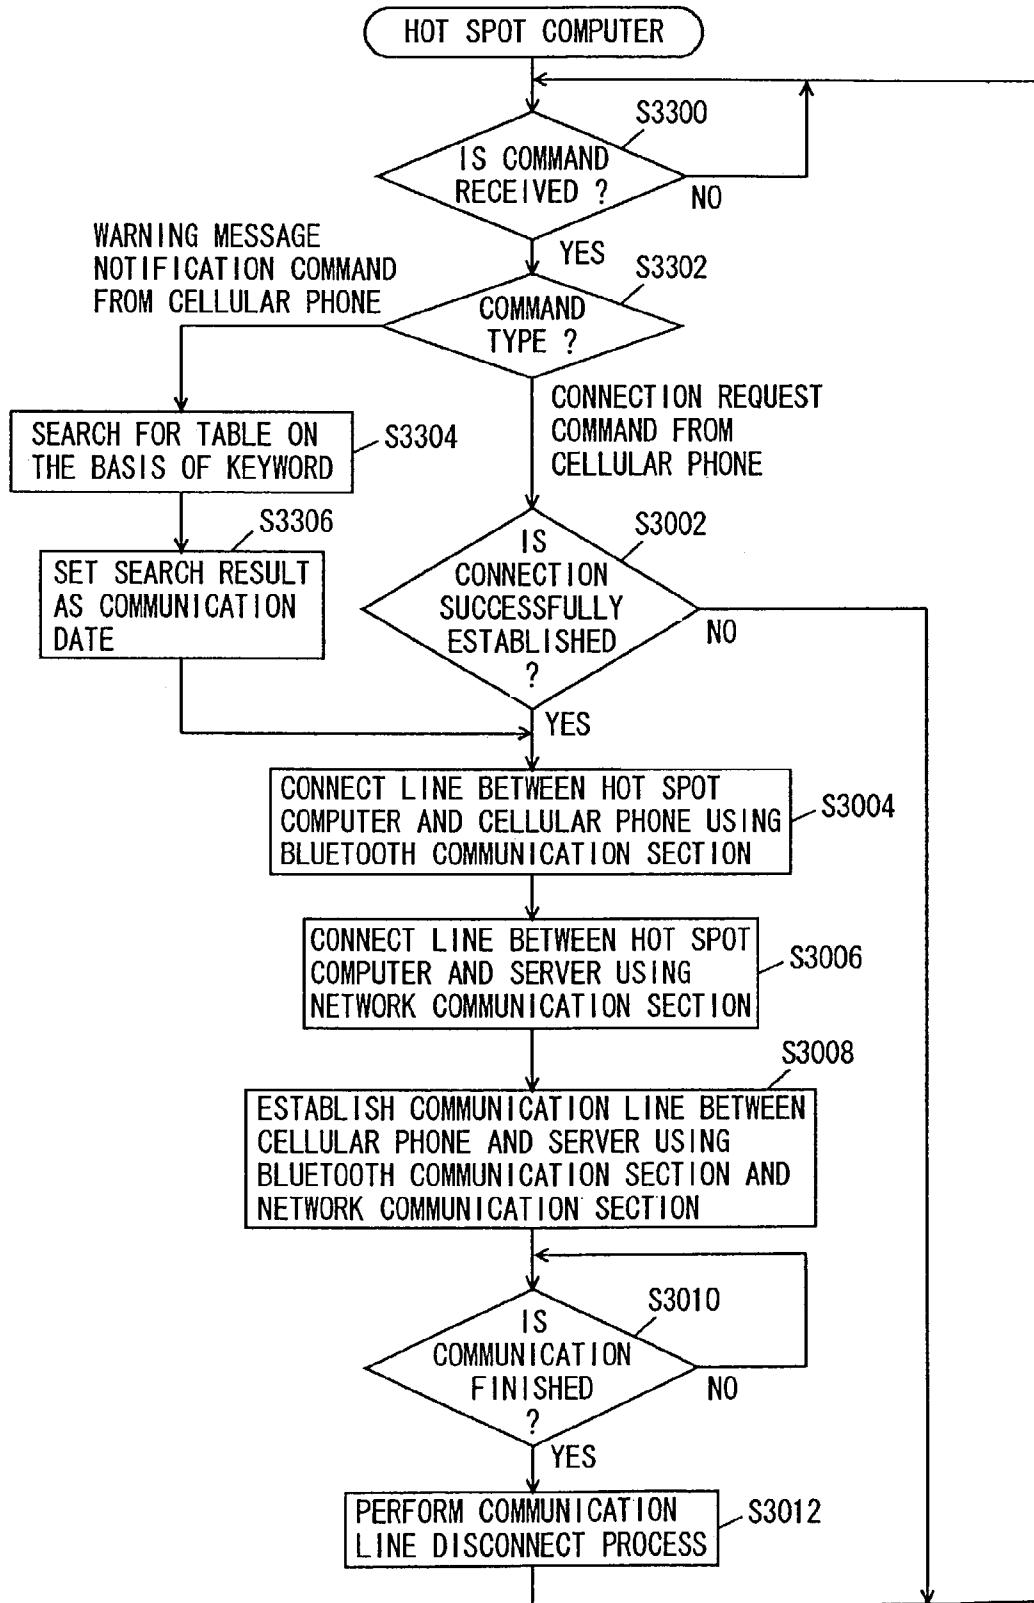 HOT SPOT COMPUTER
S3300
IS COMMAND
RECEIVED ?
NO
YES
WARNING MESSAGE
NOTIFICATION COMMAND
FROM CELLULAR PHONE
S3302
COMMAND
TYPE ?
CONNECTION REQUEST
COMMAND FROM
CELLULAR PHONE
SEARCH FOR TABLE ON
THE BASIS OF KEYWORD
S3304
S3306
SET SEARCH RESULT
AS COMMUNICATION
DATE
S3002
IS
CONNECTION
SUCCESSFULLY
ESTABLISHED
?
NO
YES
CONNECT LINE BETWEEN HOT SPOT
COMPUTER AND CELLULAR PHONE USING
BLUETOOTH COMMUNICATION SECTION
S3004
CONNECT LINE BETWEEN HOT SPOT
COMPUTER AND SERVER USING
NETWORK COMMUNICATION SECTION
S3006
S3008
ESTABLISH COMMUNICATION LINE BETWEEN
CELLULAR PHONE AND SERVER USING
BLUETOOTH COMMUNICATION SECTION AND
NETWORK COMMUNICATION SECTION
S3010
IS
COMMUNICATION
FINISHED
?
NO
YES
PERFORM COMMUNICATION
LINE DISCONNECT PROCESS
S3012